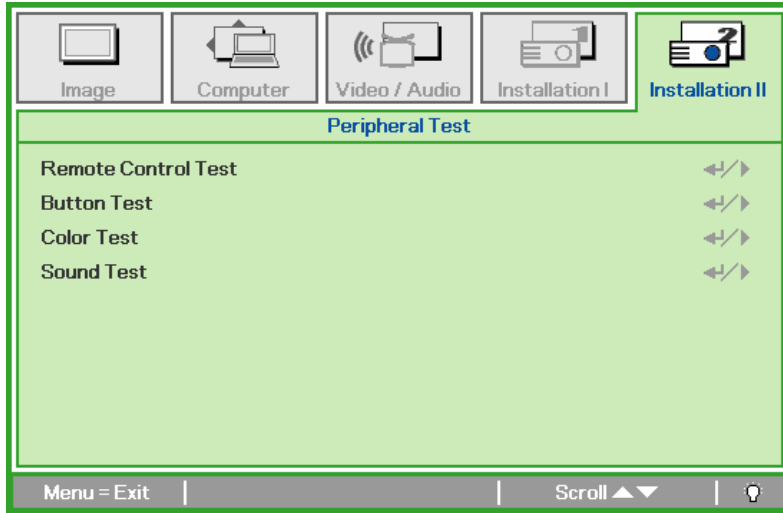 Image Computer Video / Audio Installation I Installation II
Peripheral Test
Remote Control Test
Button Test
Color Test
Sound Test
Menu = Exit Scroll